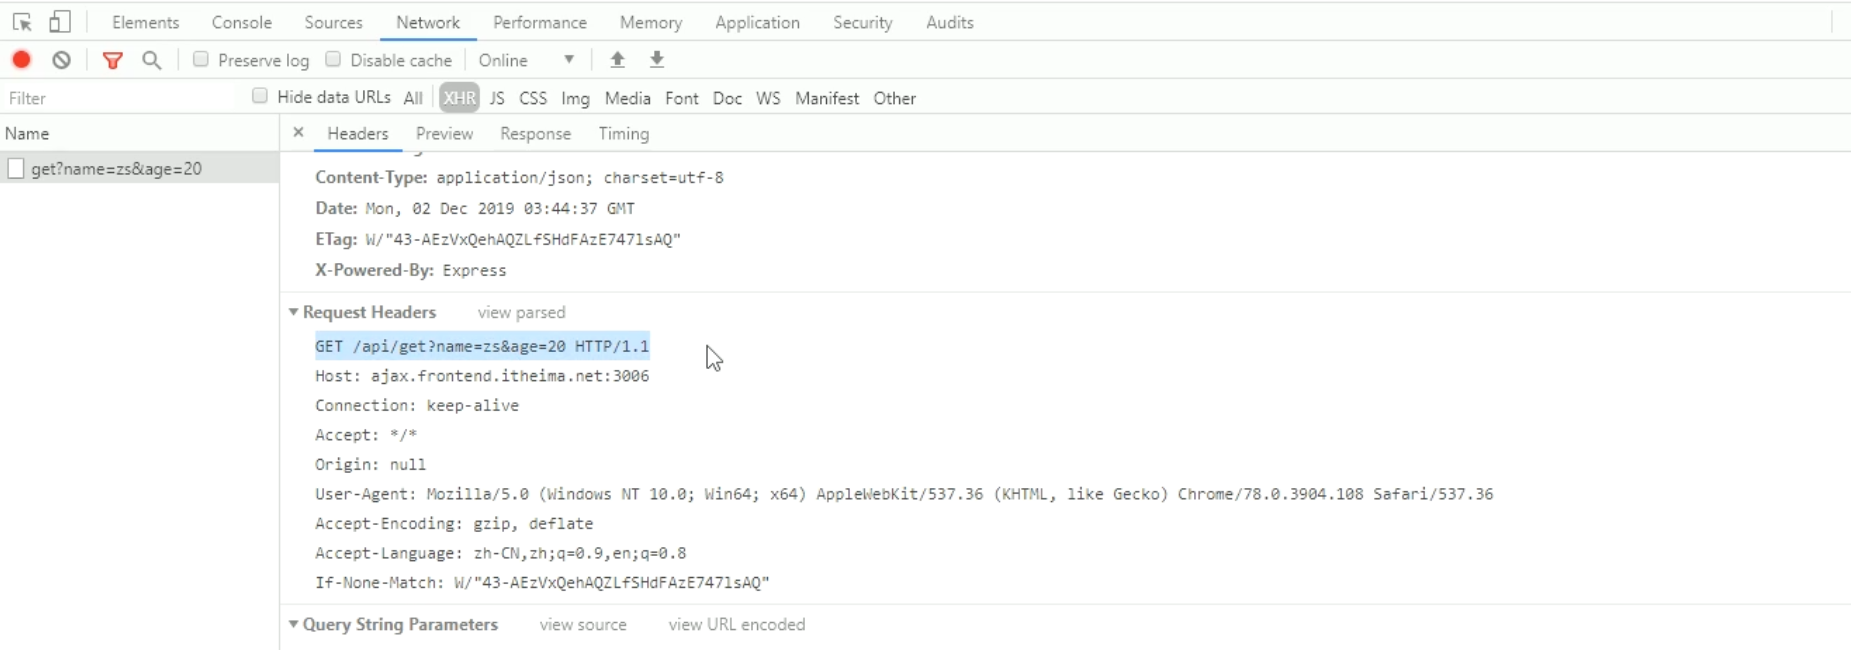 Elements Console Sources Network Performance Memory Application Security Audits
Preserve log Disable cache Online
Filter Hide data URLs All XHR JS CSS Img Media Font Doc WS Manifest Other
Name × Headers Preview Response Timing
get?name=zs&age=20
Content-Type: application/json; charset=utf-8
Date: Mon, 02 Dec 2019 03:44:37 GMT
ETag: W/"43-AEzVxQehAQZLfSHdFAzE747lsAQ"
X-Powered-By: Express
Request Headers view parsed
GET /api/get?name=zs&age=20 HTTP/1.1
Host: ajax.frontend.itheima.net:3006
Connection: keep-alive
Accept: */*
Origin: null
User-Agent: Mozilla/5.0 (Windows NT 10.0; Win64; x64) AppleWebKit/537.36 (KHTML, like Gecko) Chrome/78.0.3904.108 Safari/537.36
Accept-Encoding: gzip, deflate
Accept-Language: zh-CN,zh;q=0.9,en;q=0.8
If-None-Match: W/"43-AEzVxQehAQZLfSHdFAzE747lsAQ"
Query String Parameters view source view URL encoded